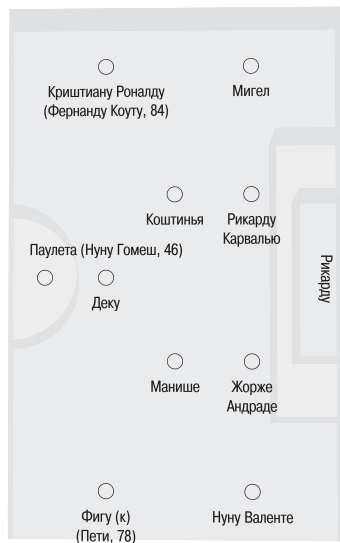 Криштиану Роналду
(Фернанду Коуту, 84)
Мигел
Коштинья
Рикарду
Карвалью
Паулета (Нуну Гомеш, 46)
Деку
Рикарду
Манише
Жорже
Андраде
Фигу (к)
(Пети, 78)
Нуну Валенте